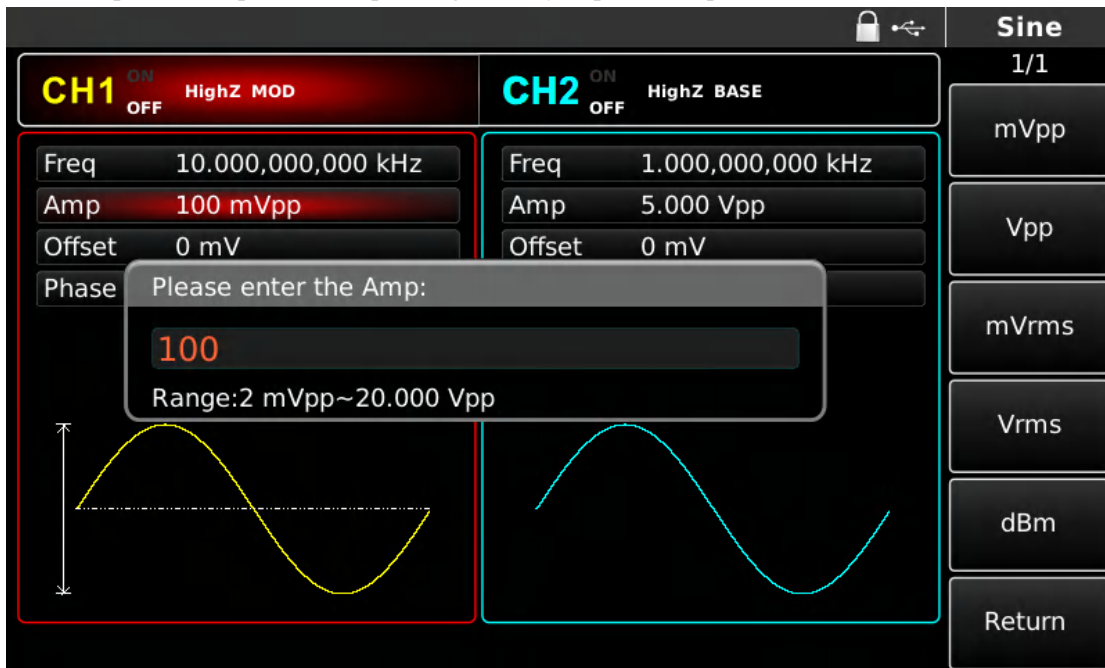 Sine
1/1
CH1 ON OFF HighZ MOD
CH2 ON OFF HighZ BASE
Freq 10.000,000,000 kHz
Amp 100 mVpp
Offset 0 mV
Phase
Freq 1.000,000,000 kHz
Amp 5.000 Vpp
Offset 0 mV
Please enter the Amp:
100
Range:2 mVpp~20.000 Vpp
mVpp
Vpp
mVrms
Vrms
dBm
Return